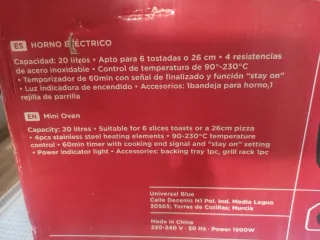 ES HORNO ELÉCTRICO
Capacidad: 20 litros • Apto para 6 tostadas o 26 cm • 4 resistencias
de acero inoxidable • Control de temperatura de 90°-230°C
• Temporizador de 60min con señal de finalizado y función "stay on"
• Luz indicadora de encendido • Accesorios: 1bandeja para horno,1
rejilla de parrilla
EN Mini Ovan
Capacity: 20 litros • Suitable for 6 slices toasts or a 26cm pizza
• 4pcs stainless steel heating elements • 90-230°C temperature
control • 60min timer with cooking end signal and "stay on" setting
• Power indicator light • Accessories: backing tray 1pc, grill rack 1pc
Universal Blue
Calle Decenio N1 Pol. Ind. Media Legua
30565; Torres de Cotillas; Murcia
Made in China
220-240 V • 50 Hz • Power 1500W